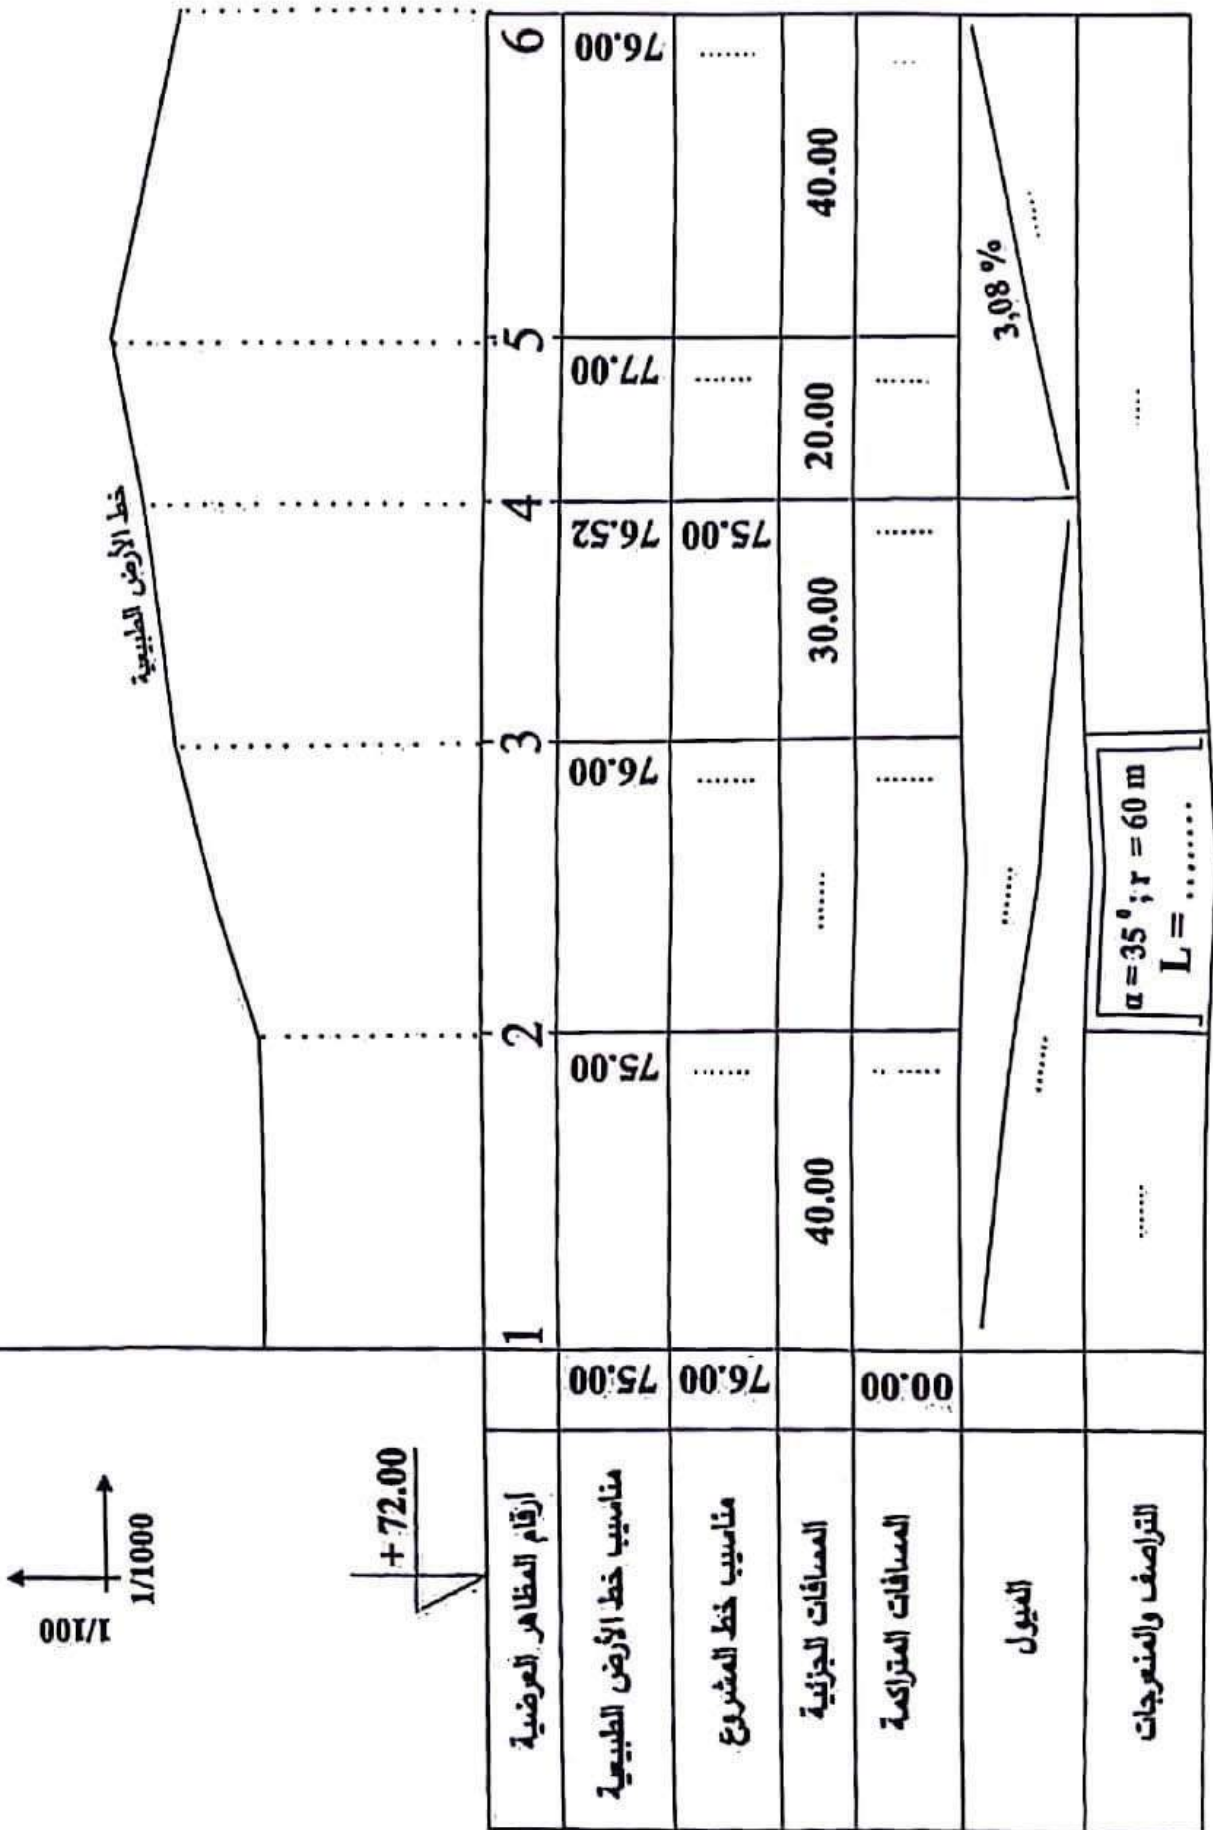 1/100
1/1000
+ 72.00
خط الأرض الطبيعية
أرقام المظاهر العرضية
1 2 3 4 5 6
مناسيب خط الأرض الطبيعية
75.00 75.00 76.00 76.52 77.00 76.00
مناسيب خط المشروع
76.00 ....... ....... 75.00 ....... .......
المسافات الجزئية
40.00 ....... 30.00 20.00 40.00
المسافات المتراكمة
00.00 ....... ....... ....... ....... ...
الميول
....... ....... 3,08 % .......
التراصف والمنعرجات
....... α = 35 ° ; r = 60 m
L = ........
.......